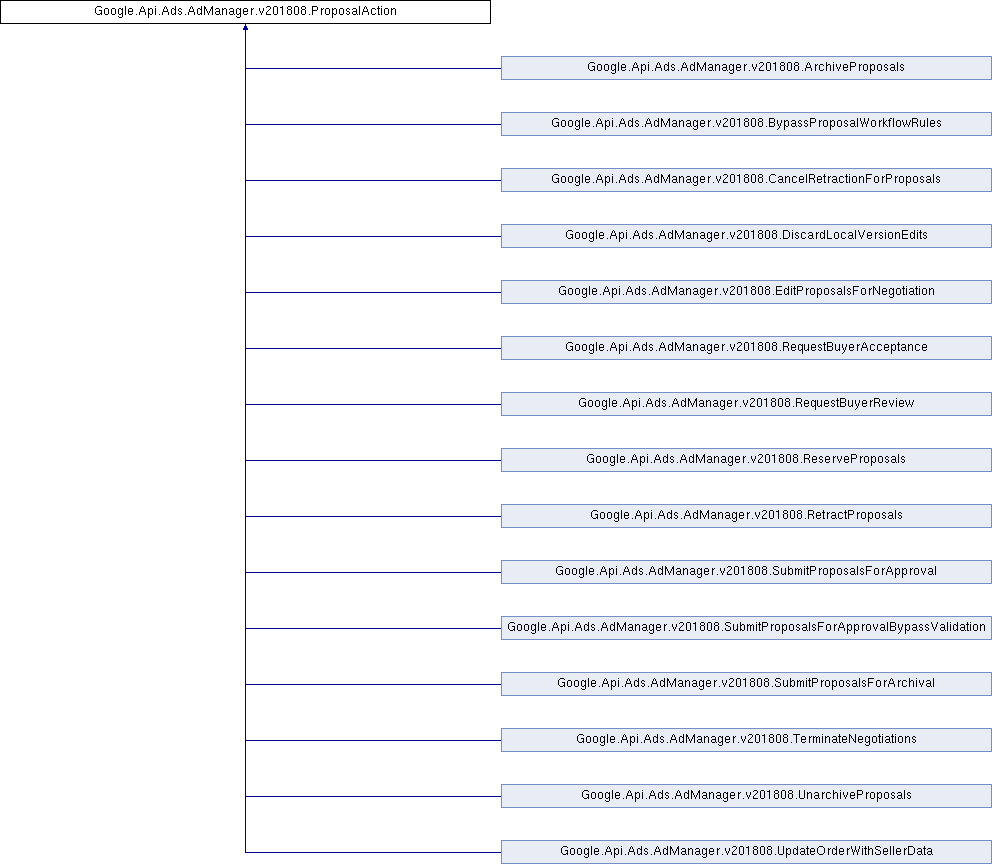 Google.Api.Ads.AdManager.v201808.ProposalAction
Google.Api.Ads.AdManager.v201808.ArchiveProposals
Google.Api.Ads.AdManager.v201808.BypassProposalWorkflowRules
Google.Api.Ads.AdManager.v201808.CancelRetractionForProposals
Google.Api.Ads.AdManager.v201808.DiscardLocalVersionEdits
Google.Api.Ads.AdManager.v201808.EditProposalsForNegotiation
Google.Api.Ads.AdManager.v201808.RequestBuyerAcceptance
Google.Api.Ads.AdManager.v201808.RequestBuyerReview
Google.Api.Ads.AdManager.v201808.ReserveProposals
Google.Api.Ads.AdManager.v201808.RetractProposals
Google.Api.Ads.AdManager.v201808.SubmitProposalsForApproval
Google.Api.Ads.AdManager.v201808.SubmitProposalsForApprovalBypassValidation
Google.Api.Ads.AdManager.v201808.SubmitProposalsForArchival
Google.Api.Ads.AdManager.v201808.TerminateNegotiations
Google.Api.Ads.AdManager.v201808.UnarchiveProposals
Google.Api.Ads.AdManager.v201808.UpdateOrderWithSellerData